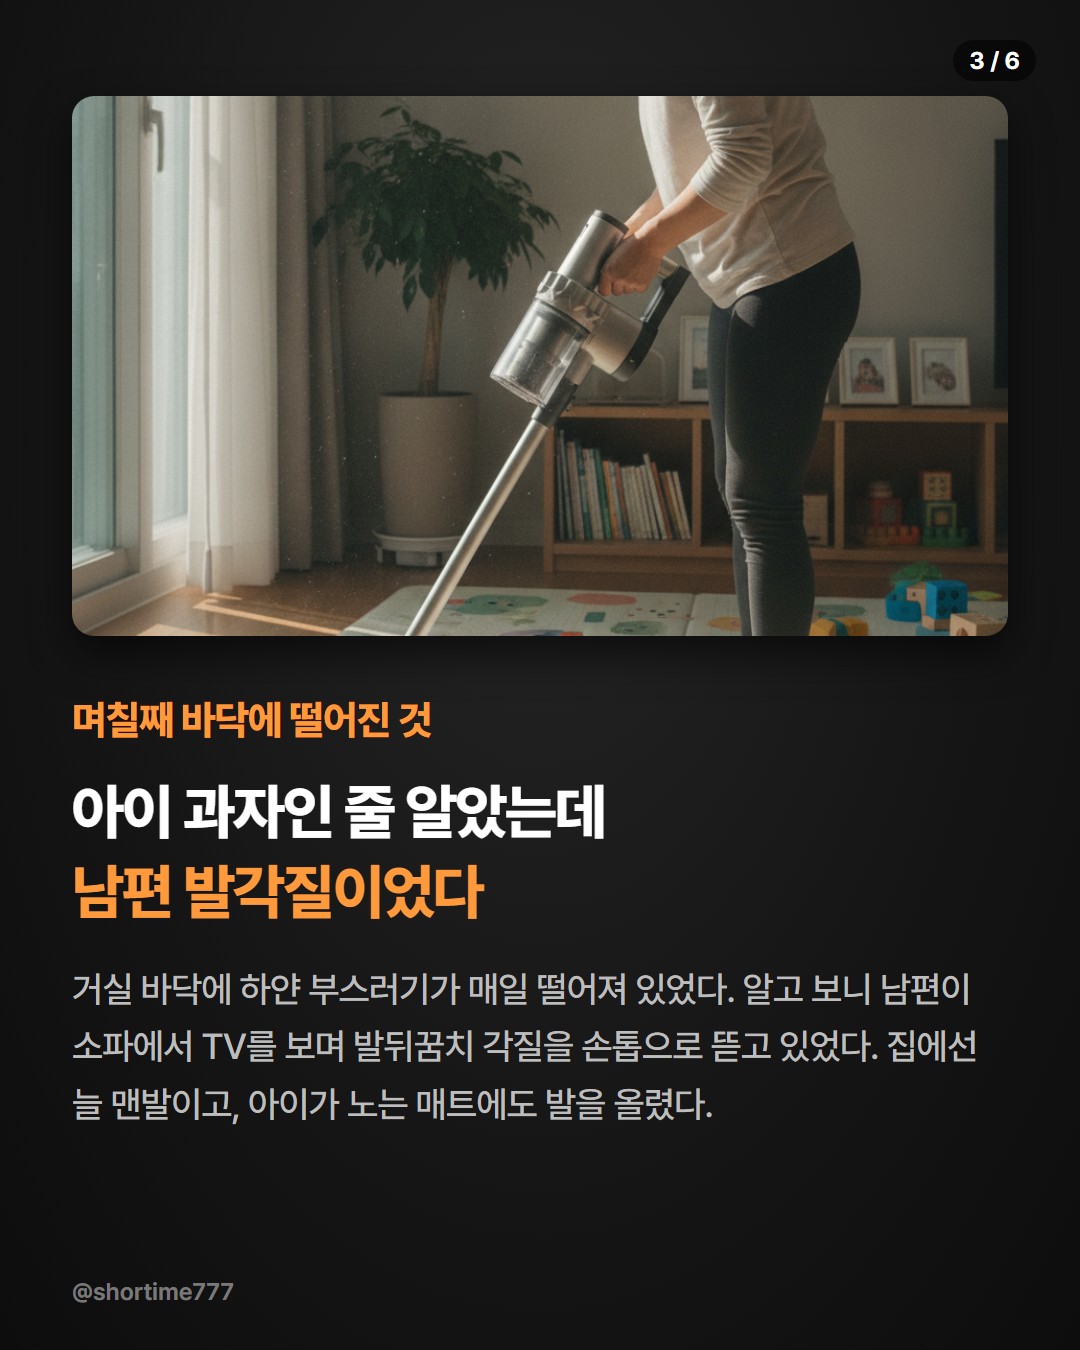 3 / 6
며칠째 바닥에 떨어진 것
아이 과자인 줄 알았는데
남편 발각질이었다
거실 바닥에 하얀 부스러기가 매일 떨어져 있었다. 알고 보니 남편이
소파에서 TV를 보며 발뒤꿈치 각질을 손톱으로 뜯고 있었다. 집에선
늘 맨발이고, 아이가 노는 매트에도 발을 올렸다.
@shortime777